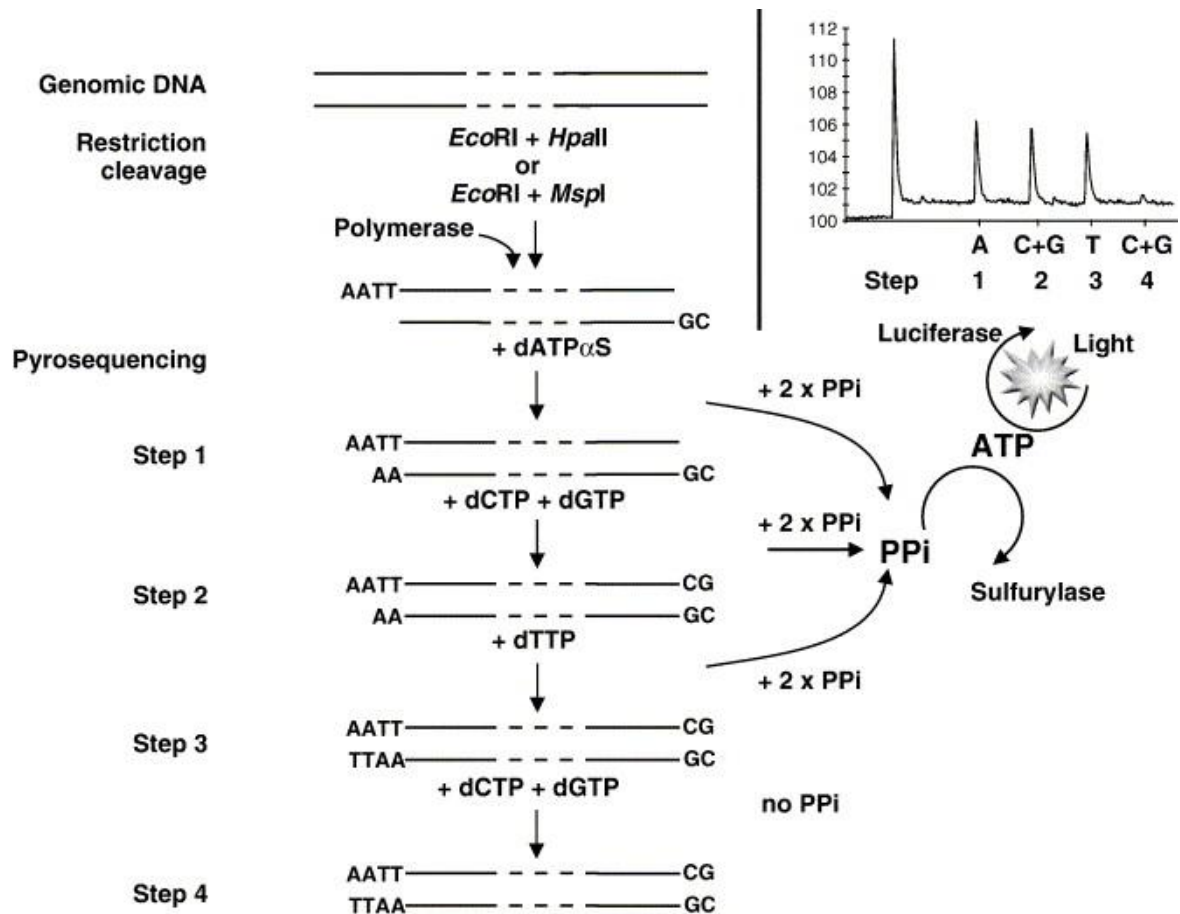 Genomic DNA
Restriction
cleavage
EcoRI + HpaII
or
EcoRI + MspI
Polymerase
AATT
GC
+ dATPαS
Pyrosequencing
Step 1
AATT
AA
GC
+ dCTP + dGTP
Step 2
AATT
CG
AA
GC
+ dTTP
Step 3
AATT
CG
TTAA
GC
+ dCTP + dGTP
Step 4
AATT
CG
TTAA
GC
112
110
108
106
104
102
100
A C+G T C+G
Step 1 2 3 4
Luciferase
Light
ATP
+ 2 x PPi
+ 2 x PPi
PPi
Sulfurylase
+ 2 x PPi
no PPi